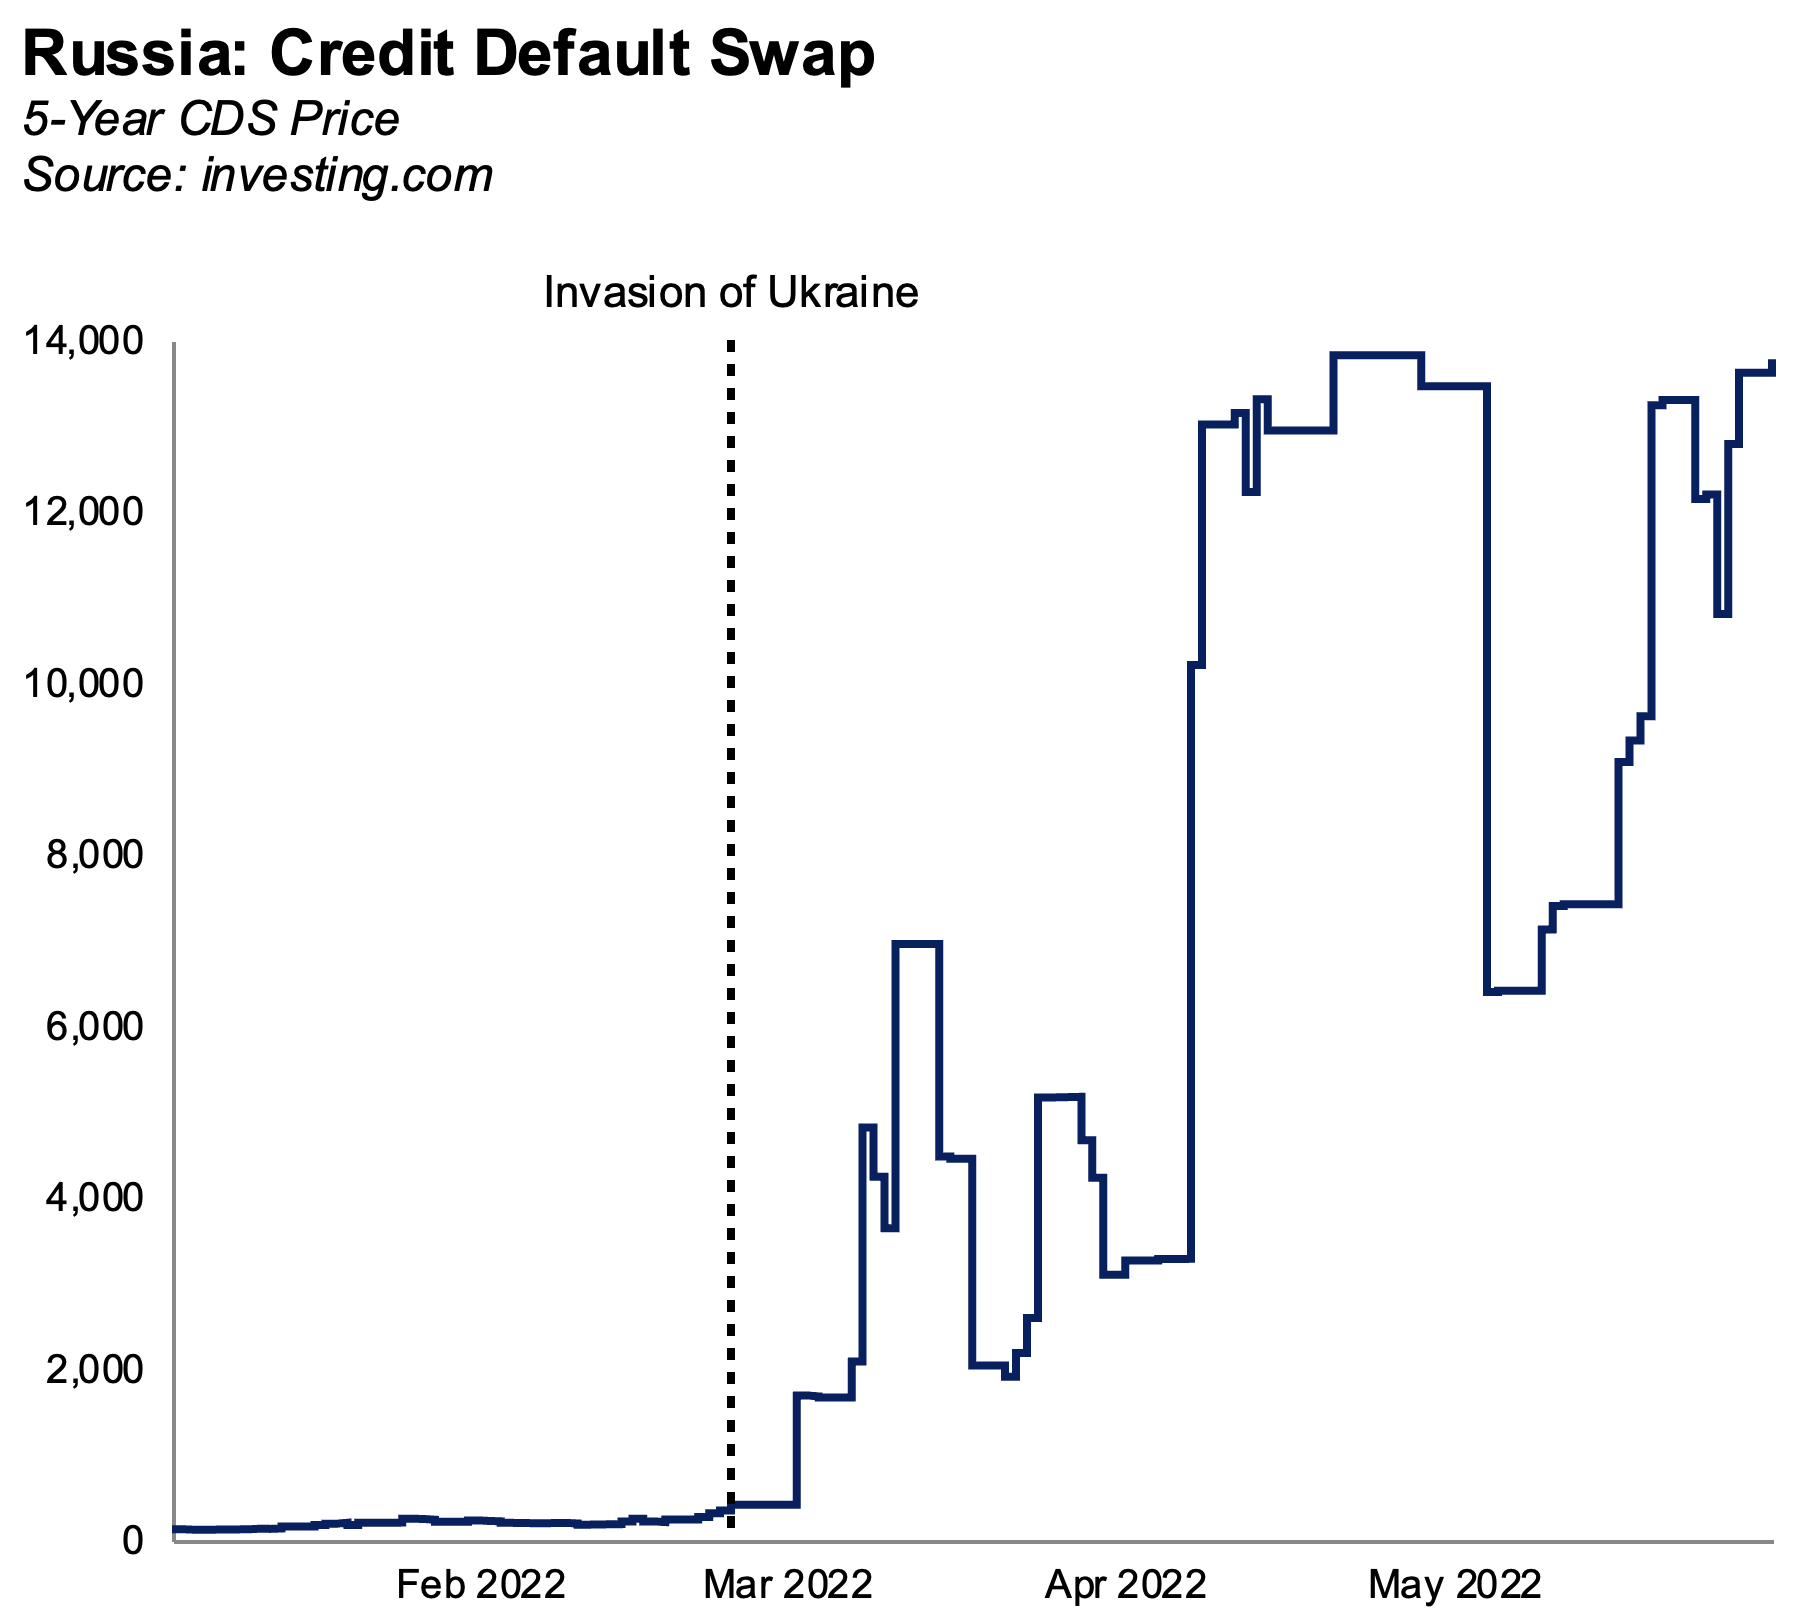 Russia: Credit Default Swap
5-Year CDS Price
Source: investing.com
Invasion of Ukraine
14,000
12,000
10,000
8,000
6,000
4,000
2,000
0
Feb 2022
Mar 2022
Apr 2022
May 2022